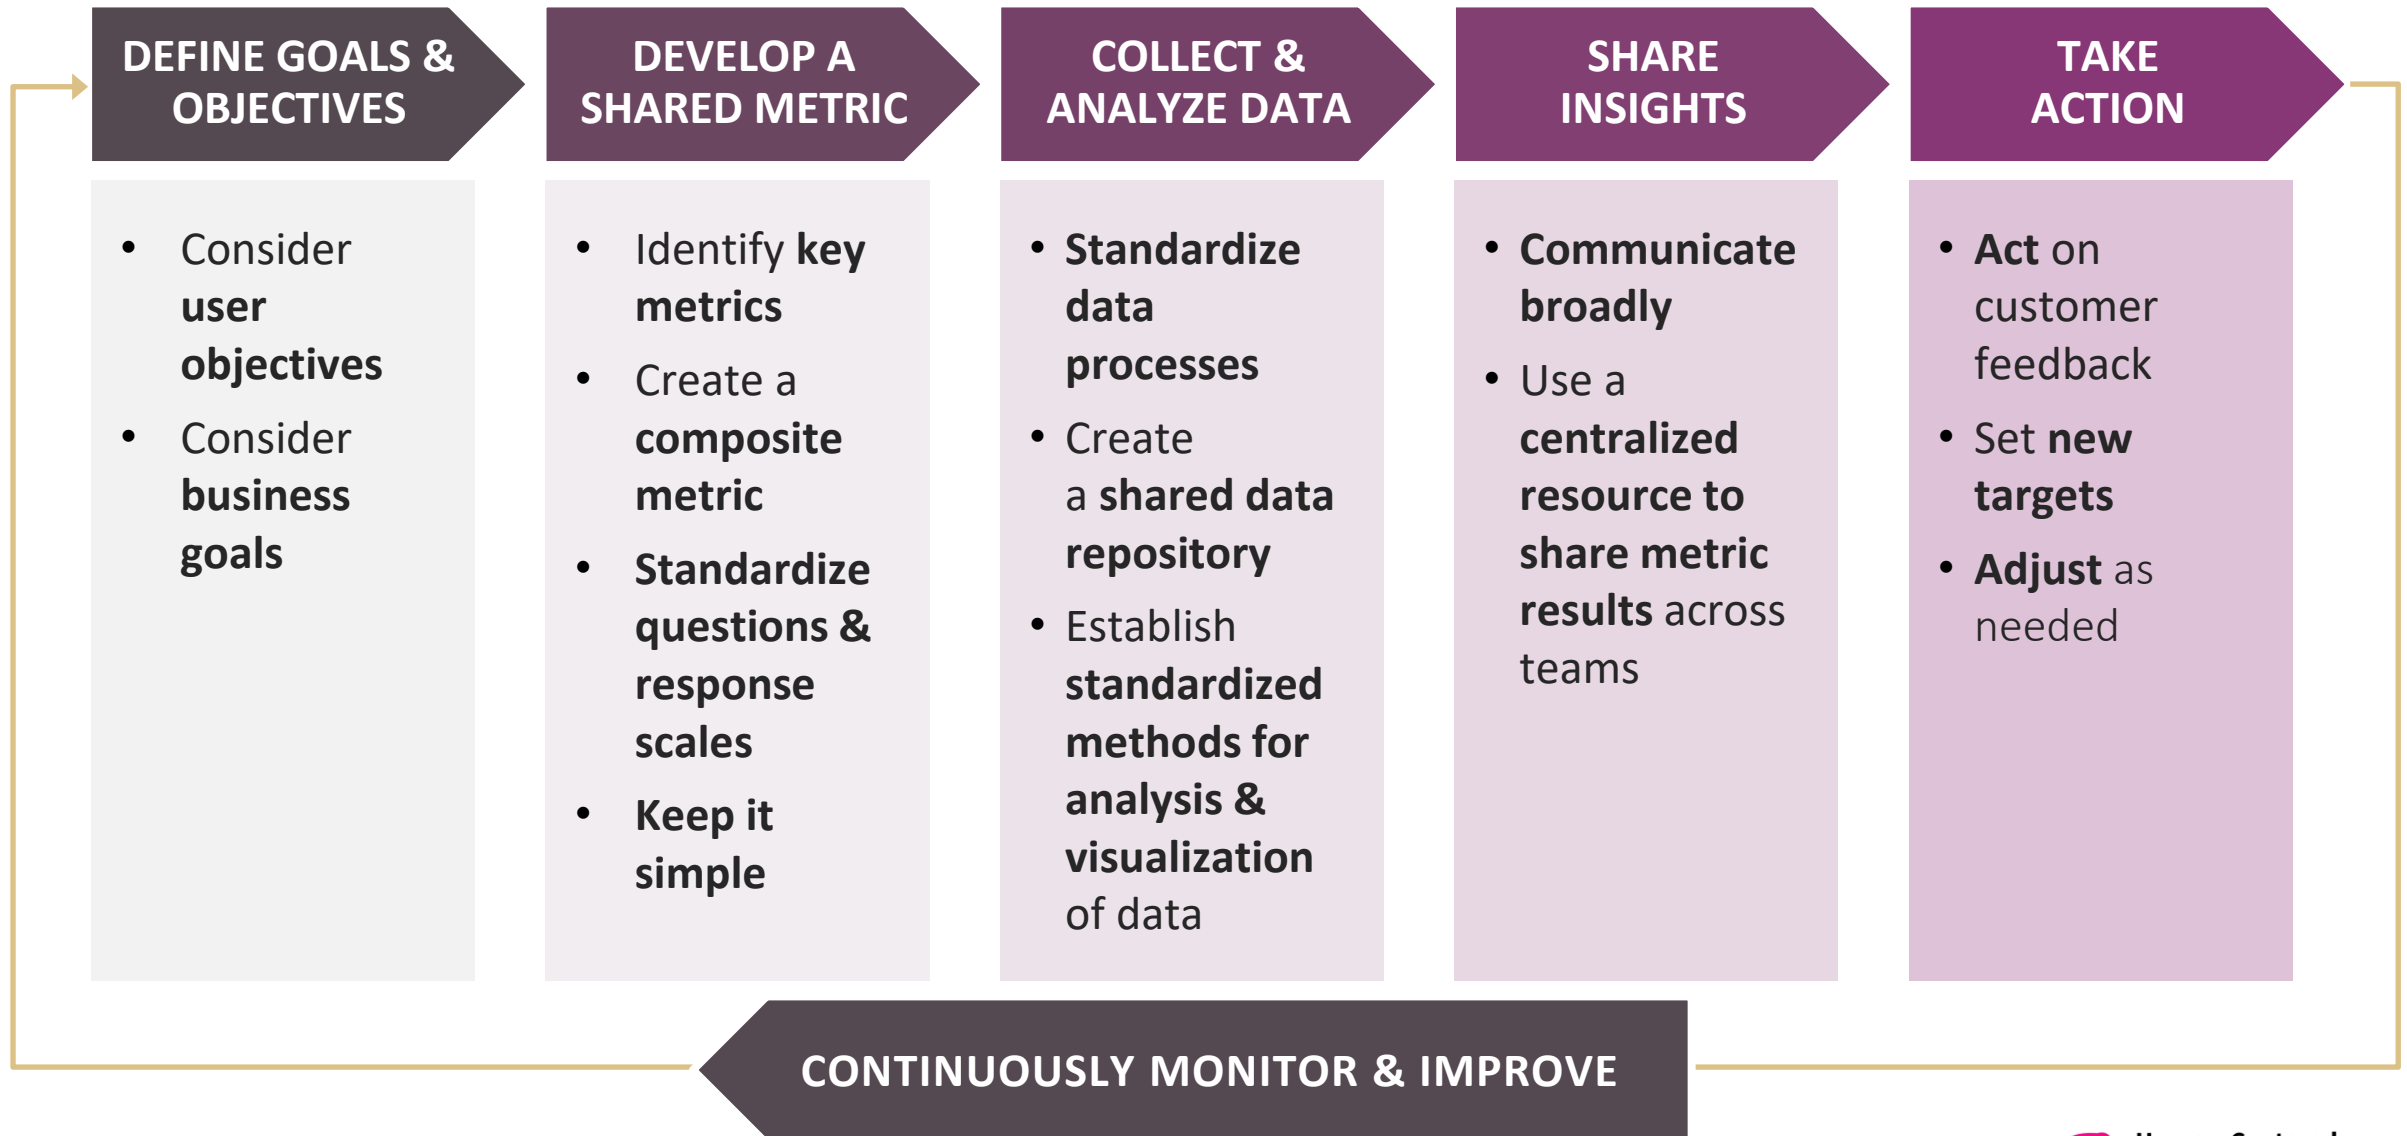 DEFINE GOALS &
OBJECTIVES
• Consider
user
objectives
• Consider
business
goals
DEVELOP A
SHARED METRIC
• Identify key
metrics
• Create a
composite
metric
• Standardize
questions &
response
scales
• Keep it
simple
COLLECT &
ANALYZE DATA
• Standardize
data
processes
• Create
a shared data
repository
• Establish
standardized
methods for
analysis &
visualization
of data
SHARE
INSIGHTS
• Communicate
broadly
• Use a
centralized
resource to
share metric
results across
teams
TAKE
ACTION
• Act on
customer
feedback
• Set new
targets
• Adjust as
needed
CONTINUOUSLY MONITOR & IMPROVE